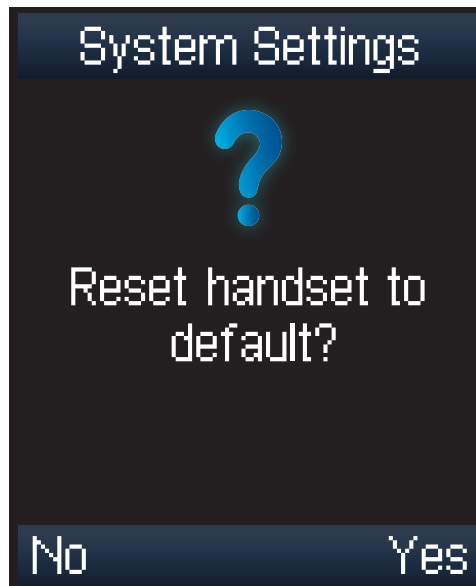 System Settings
?
Reset handset to
default?
No Yes